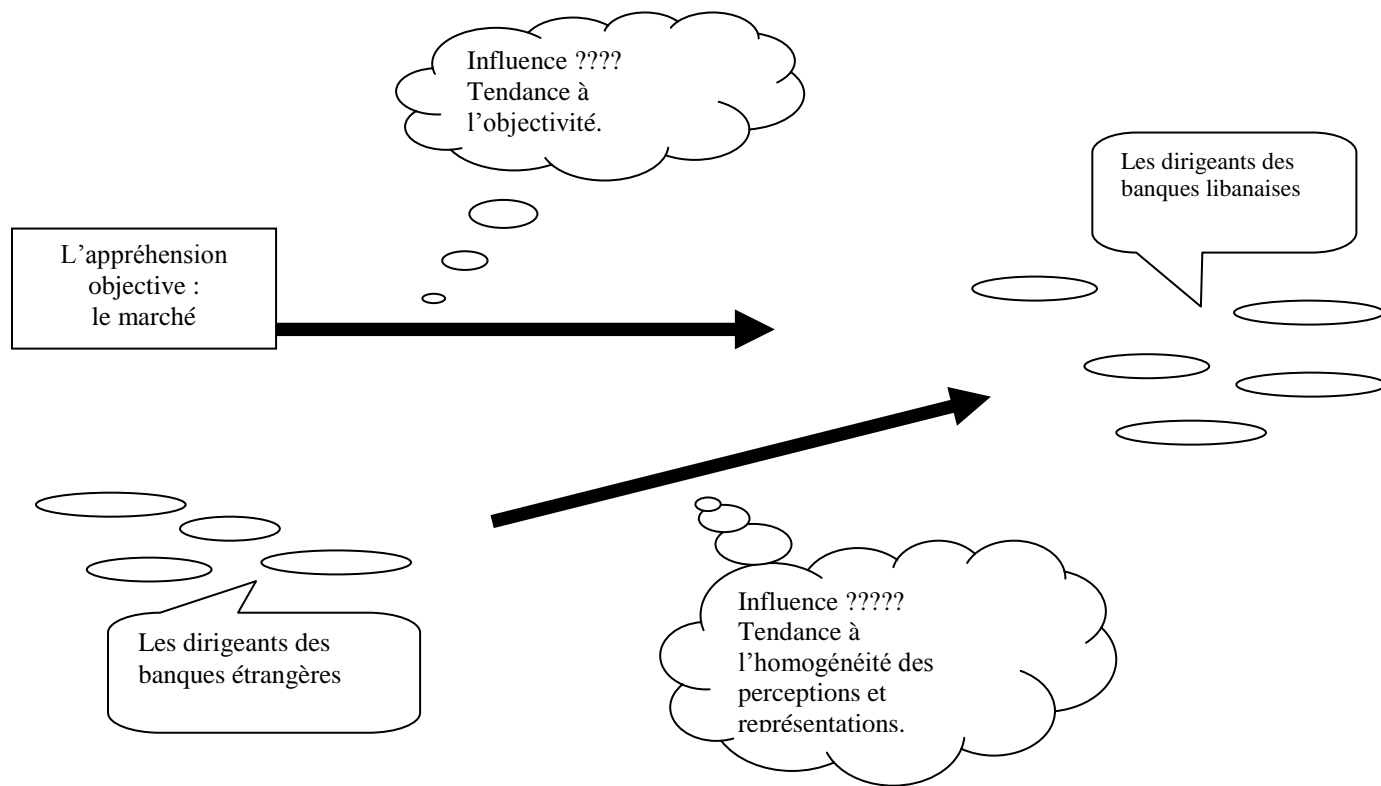 Influence ????
Tendance à
l’objectivité.
Les dirigeants des
banques libanaises
L’appréhension
objective :
le marché
Les dirigeants des
banques étrangères
Influence ?????
Tendance à
l’homogénéité des
perceptions et
représentations.